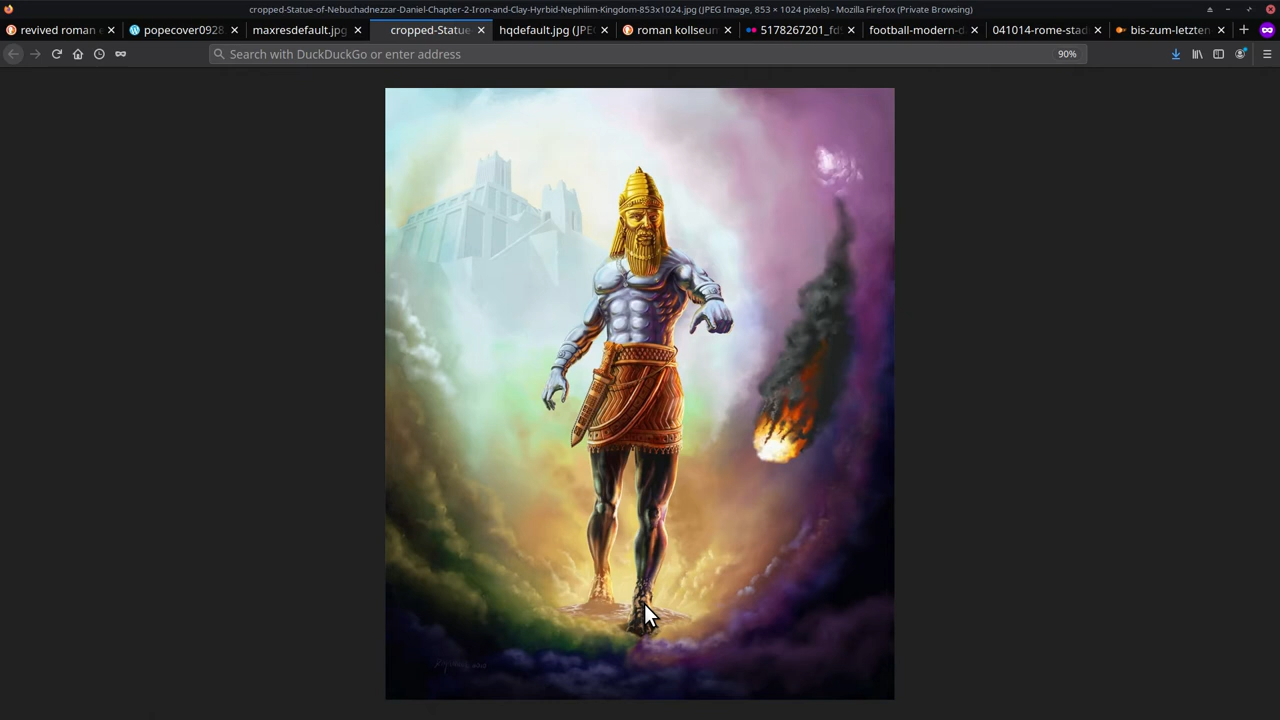 cropped-Statue-of-Nebuchadnezzar-Daniel-Chapter-2-Iron-and-Clay-Hyrbid-Nephilim-Kingdom-853x1024.jpg (JPEG Image, 853 × 1024 pixels) - Mozilla Firefox (Private Browsing)
revived roman e popecover0928. maxresdefault.jpg cropped-Statue hqdefault.jpg (JPE roman kollseum 5178267201_fd football-modern-d 041014-rome-stad bis-zum-letzten
Search with DuckDuckGo or enter address 90%